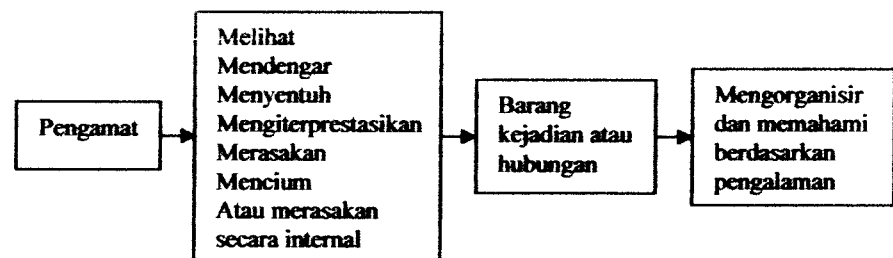 Pengamat
Melihat
Mendengar
Menyentuh
Mengiterprestasikan
Merasakan
Mencium
Atau merasakan
secara internal
Barang
kejadian atau
hubungan
Mengorganisir
dan memahami
berdasarkan
pengalaman